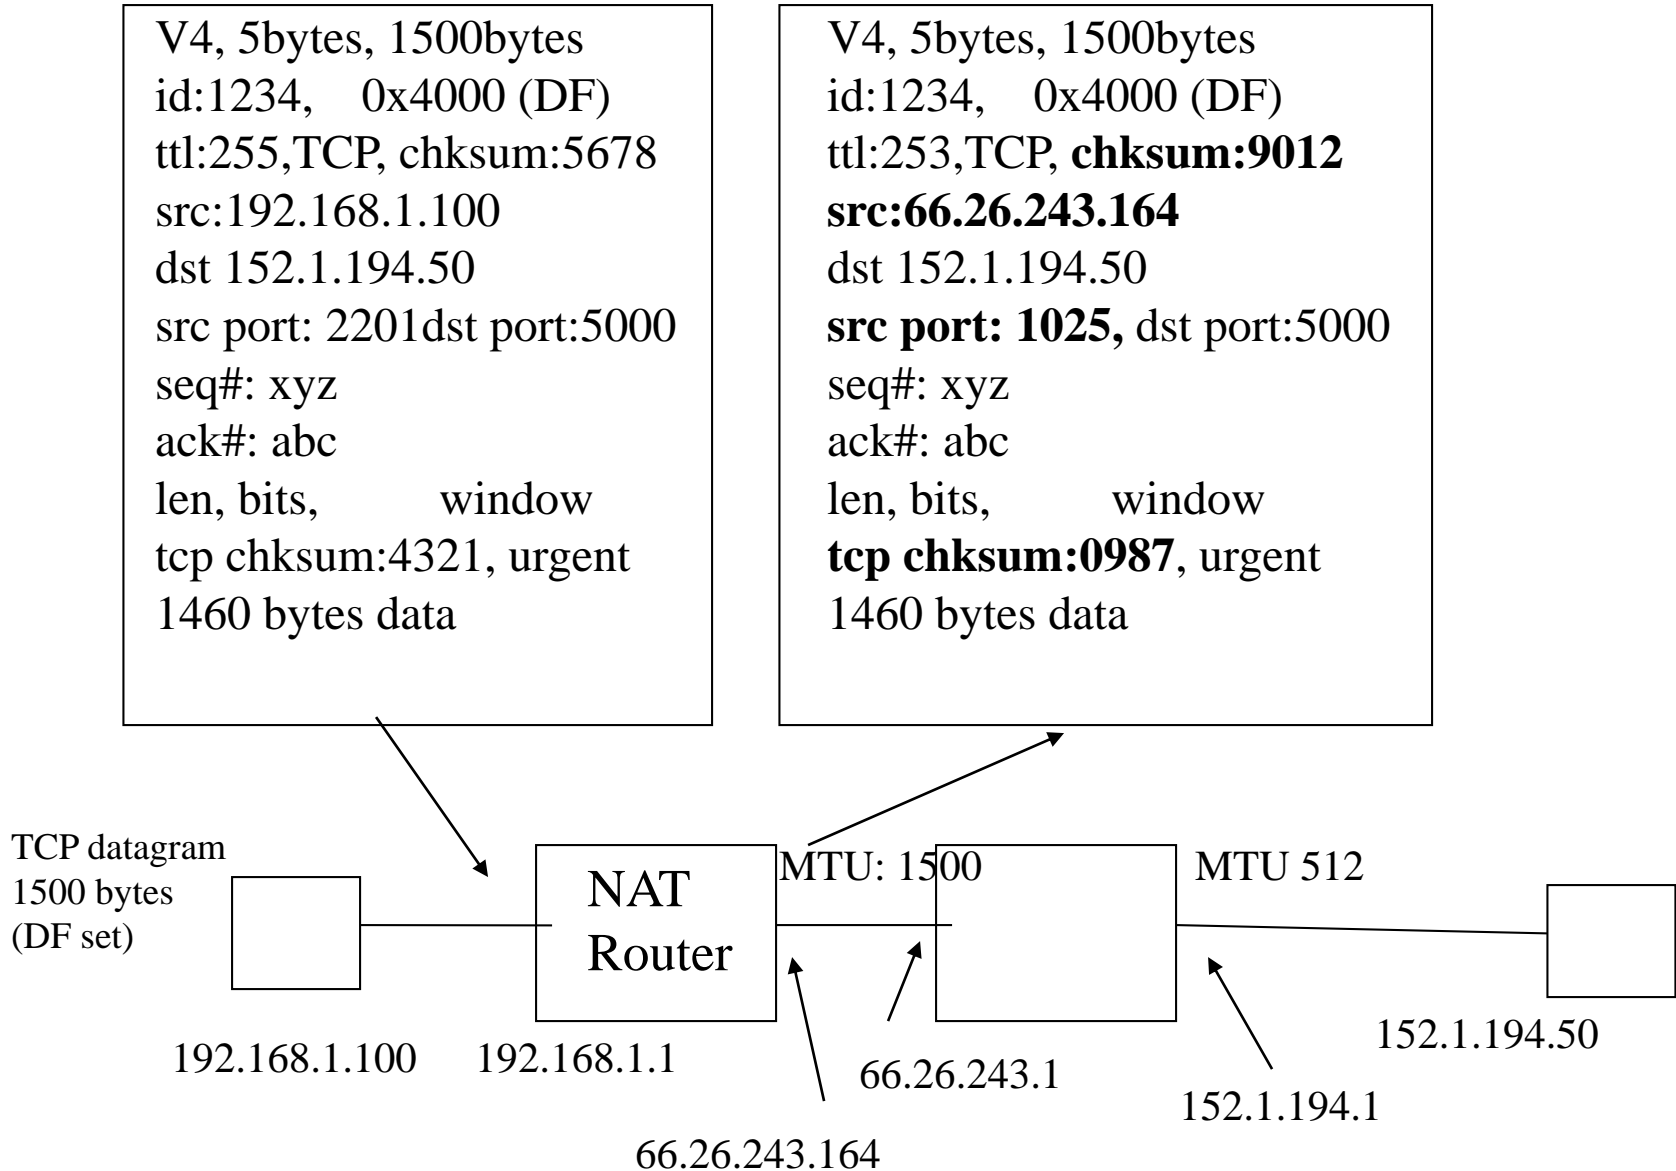 V4, 5bytes, 1500bytes
id:1234, 0x4000 (DF)
ttl:255,TCP, chksum:5678
src:192.168.1.100
dst 152.1.194.50
src port: 2201dst port:5000
seq#: xyz
ack#: abc
len, bits, window
tcp chksum:4321, urgent
1460 bytes data
V4, 5bytes, 1500bytes
id:1234, 0x4000 (DF)
ttl:253,TCP, chksum:9012
src:66.26.243.164
dst 152.1.194.50
src port: 1025, dst port:5000
seq#: xyz
ack#: abc
len, bits, window
tcp chksum:0987, urgent
1460 bytes data
TCP datagram
1500 bytes
(DF set)
NAT
Router
MTU: 1500
MTU 512
192.168.1.100
192.168.1.1
66.26.243.164
66.26.243.1
152.1.194.1
152.1.194.50